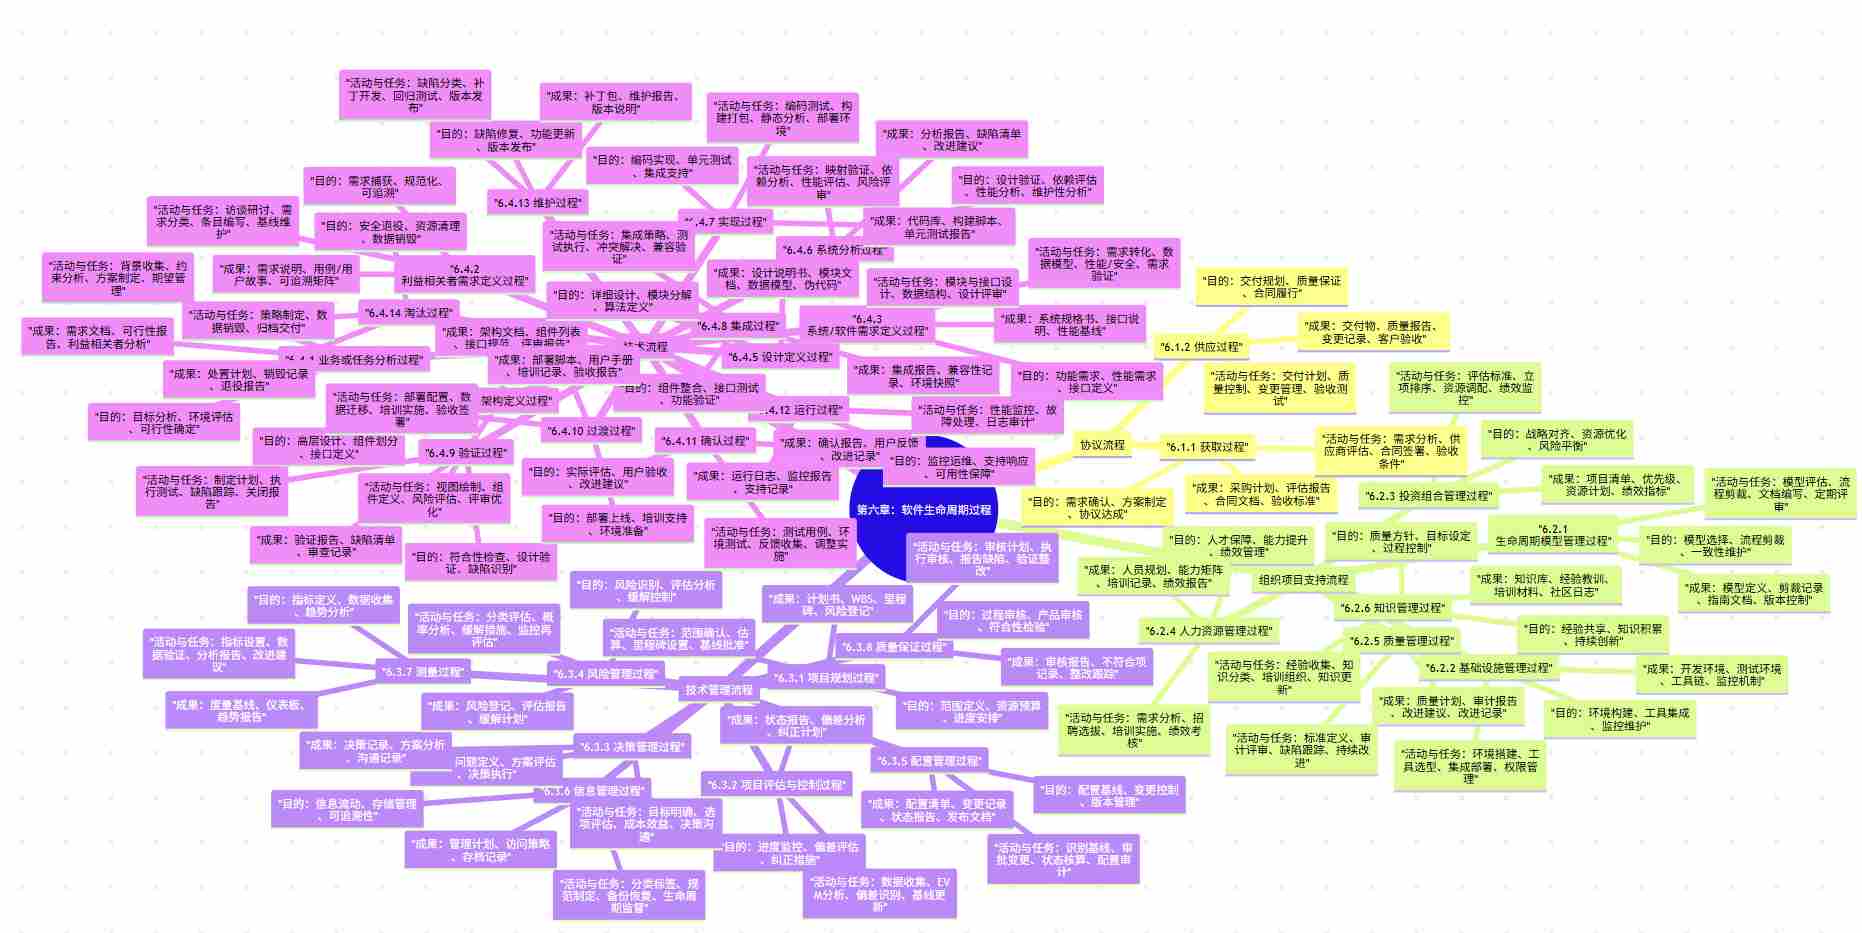 第六章：软件生命周期过程
协议流程
"6.1.2 供应过程"
"目的：交付规划、质量保证
、合同履行"
"成果：交付物、质量报告、
变更记录、客户验收"
"活动与任务：交付计划、质
量控制、变更管理、验收测
试"
"6.1.1 获取过程"
"活动与任务：需求分析、供
应商评估、合同签署、验收
条件"
"成果：采购计划、评估报告
、合同文档、验收标准"
"目的：需求确认、方案制定
、协议达成"
组织项目支持流程
"6.2.3 投资组合管理过程"
"活动与任务：评估标准、立
项排序、资源调配、绩效监
控"
"目的：战略对齐、资源优化
、风险平衡"
"成果：项目清单、优先级、
资源计划、绩效指标"
"6.2.1
生命周期模型管理过程"
"活动与任务：模型评估、流
程剪裁、文档编写、定期评
审"
"目的：模型选择、流程剪裁
、一致性维护"
"成果：模型定义、剪裁记录
、指南文档、版本控制"
"6.2.6 知识管理过程"
"成果：知识库、经验教训、
培训材料、社区日志"
"目的：经验共享、知识积累
、持续创新"
"活动与任务：经验收集、知
识分类、培训组织、知识更
新"
"6.2.5 质量管理过程"
"目的：质量方针、目标设定
、过程控制"
"成果：质量计划、审计报告
、改进建议、改进记录"
"活动与任务：标准定义、审
计评审、缺陷跟踪、持续改
进"
"6.2.2 基础设施管理过程"
"成果：开发环境、测试环境
、工具链、监控机制"
"目的：环境构建、工具集成
、监控维护"
"活动与任务：环境搭建、工
具选型、集成部署、权限管
理"
"6.2.4 人力资源管理过程"
"目的：人才保障、能力提升
、绩效管理"
"成果：人员规划、能力矩阵
、培训记录、绩效报告"
"活动与任务：需求分析、招
聘选拔、培训实施、绩效考
核"
技术管理流程
"6.3.8 质量保证过程"
"活动与任务：审核计划、执
行审核、报告缺陷、验证整
改"
"目的：过程审核、产品审核
、符合性检验"
"成果：审核报告、不符合项
记录、整改跟踪"
"6.3.1 项目规划过程"
"成果：计划书、WBS、里程
碑、风险登记"
"活动与任务：范围确认、估
算、里程碑设置、基线批准"
"目的：范围定义、资源预算
、进度安排"
"6.3.4 风险管理过程"
"目的：风险识别、评估分析
、缓解控制"
"活动与任务：分类评估、概
率分析、缓解措施、监控再
评估"
"成果：风险登记、评估报告
、缓解计划"
"6.3.7 测量过程"
"目的：指标定义、数据收集
、趋势分析"
"活动与任务：指标设置、数
据验证、分析报告、改进建
议"
"成果：度量基线、仪表板、
趋势报告"
"6.3.3 决策管理过程"
"成果：决策记录、方案分析
、沟通记录"
问题定义、方案评估
、决策执行"
"活动与任务：目标明确、选
项评估、成本效益、决策沟
通"
"6.3.6 信息管理过程"
"目的：信息流动、存储管理
、可追溯性"
"成果：管理计划、访问策略
、存档记录"
"活动与任务：分类标签、规
范制定、备份恢复、生命周
期监督"
"6.3.2 项目评估与控制过程"
"成果：状态报告、偏差分析
、纠正计划"
"目的：进度监控、偏差评估
、纠正措施"
"活动与任务：数据收集、EV
M分析、偏差识别、基线更
新"
"6.3.5 配置管理过程"
"目的：配置基线、变更控制
、版本管理"
"成果：配置清单、变更记录
、状态报告、发布文档"
"活动与任务：识别基线、审
批变更、状态核算、配置审
计"
技术流程
"6.4.13 维护过程"
"活动与任务：缺陷分类、补
丁开发、回归测试、版本发
布"
"成果：补丁包、维护报告、
版本说明"
"目的：缺陷修复、功能更新
、版本发布"
6.4.7 实现过程"
"活动与任务：编码测试、构
建打包、静态分析、部署环
境"
"目的：编码实现、单元测试
、集成支持"
"成果：代码库、构建脚本、
单元测试报告"
"6.4.6 系统分析过程"
"成果：分析报告、缺陷清单
、改进建议"
"活动与任务：映射验证、依
赖分析、性能评估、风险评
审"
"目的：设计验证、依赖评估
、性能分析、维护性分析"
"6.4.2
利益相关者需求定义过程"
"目的：需求捕获、规范化、
可追溯"
"活动与任务：访谈研讨、需
求分类、条目编写、基线维
护"
"成果：需求说明、用例/用
户故事、可追溯矩阵"
"6.4.14 淘汰过程"
"目的：安全退役、资源清理
、数据销毁"
"活动与任务：策略制定、数
据销毁、归档交付"
"成果：处置计划、销毁记录
、退役报告"
"6.4.1 业务或任务分析过程"
"活动与任务：背景收集、约
束分析、方案制定、期望管
理"
"成果：需求文档、可行性报
告、利益相关者分析"
"目的：目标分析、环境评估
、可行性确定"
"6.4.8 集成过程"
"活动与任务：集成策略、测
试执行、冲突解决、兼容验
证"
"成果：集成报告、兼容性记
录、环境快照"
"目的：组件整合、接口测试
、功能验证"
"6.4.3
系统/软件需求定义过程"
"活动与任务：需求转化、数
据模型、性能/安全、需求
验证"
"成果：系统规格书、接口说
明、性能基线"
"目的：功能需求、性能需求
、接口定义"
"6.4.5 设计定义过程"
"成果：设计说明书、模块文
档、数据模型、伪代码"
"活动与任务：模块与接口设
计、数据结构、设计评审"
"目的：详细设计、模块分解
、算法定义"
架构定义过程"
"成果：架构文档、组件列表
、接口规范、评审报告"
"目的：高层设计、组件划分
、接口定义"
"活动与任务：视图绘制、组
件定义、风险评估、评审优
化"
"6.4.10 过渡过程"
"成果：部署脚本、用户手册
、培训记录、验收报告"
"活动与任务：部署配置、数
据迁移、培训实施、验收签
署"
"目的：部署上线、培训支持
、环境准备"
"6.4.12 运行过程"
"活动与任务：性能监控、故
障处理、日志审计"
"目的：监控运维、支持响应
、可用性保障"
"成果：运行日志、监控报告
、支持记录"
"6.4.11 确认过程"
"成果：确认报告、用户反馈
、改进记录"
"目的：实际评估、用户验收
、改进建议"
"活动与任务：测试用例、环
境测试、反馈收集、调整实
施"
"6.4.9 验证过程"
"活动与任务：制定计划、执
行测试、缺陷跟踪、关闭报
告"
"成果：验证报告、缺陷清单
、审查记录"
"目的：符合性检查、设计验
证、缺陷识别"